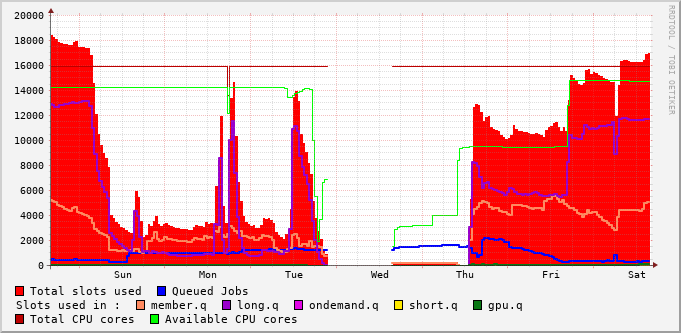 20000
18000
16000
14000
12000
10000
8000
6000
4000
2000
0
Sun Mon Tue Wed Thu Fri Sat
RRDTOOL / TOBI OETIKER
Total slots used Queued Jobs
Slots used in : member.q long.q ondemand.q short.q gpu.q
Total CPU cores Available CPU cores